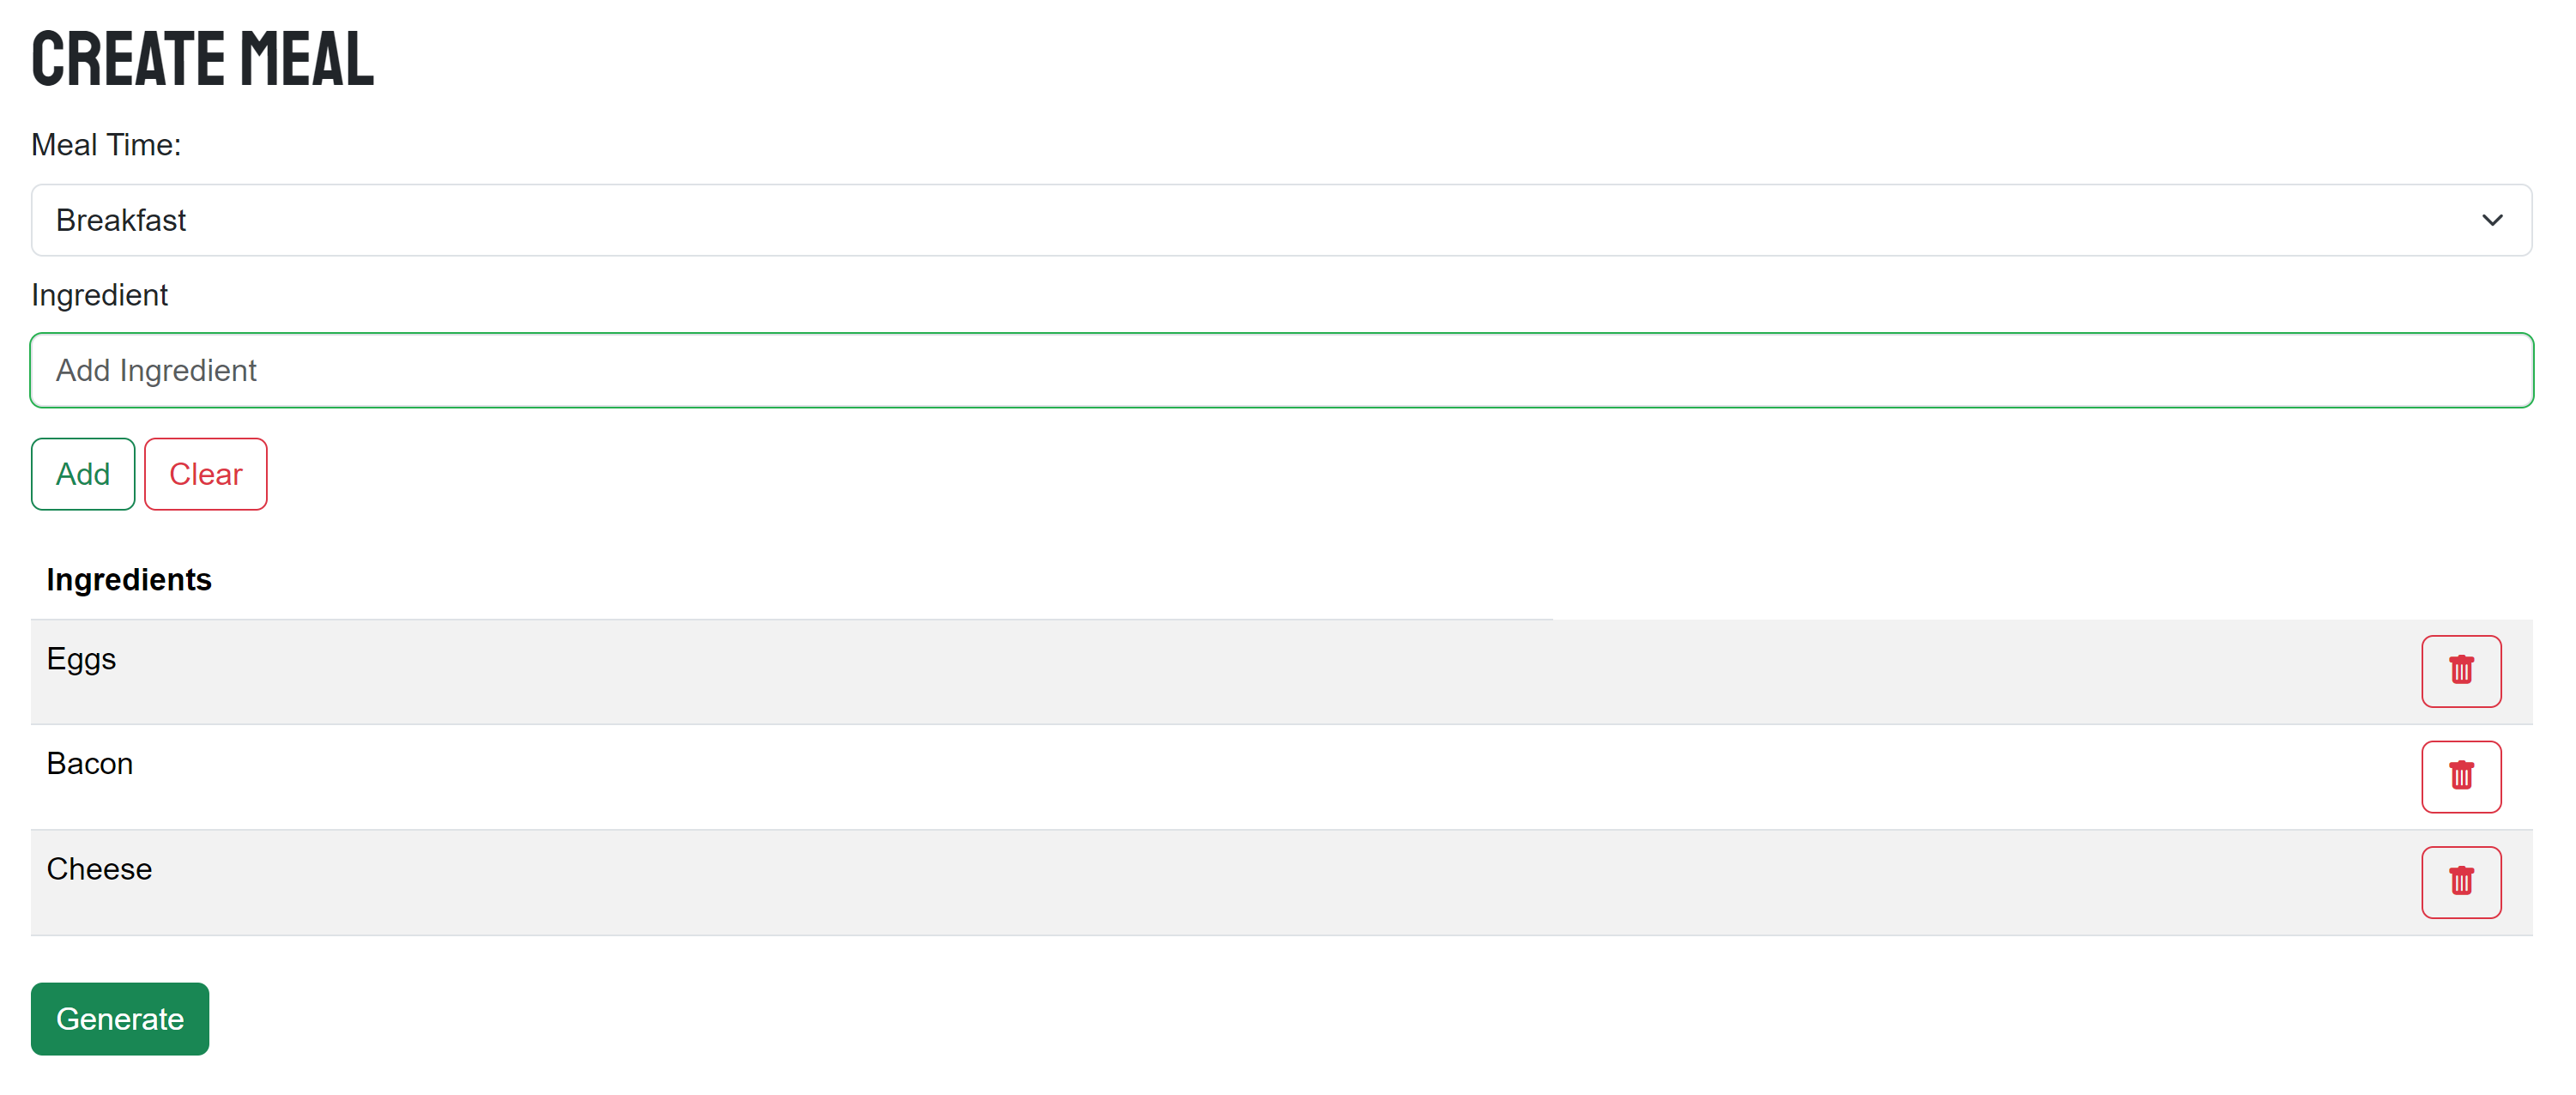 CREATE MEAL
Meal Time:
Breakfast
Ingredient
Add Ingredient
Add Clear
Ingredients
Eggs
Bacon
Cheese
Generate